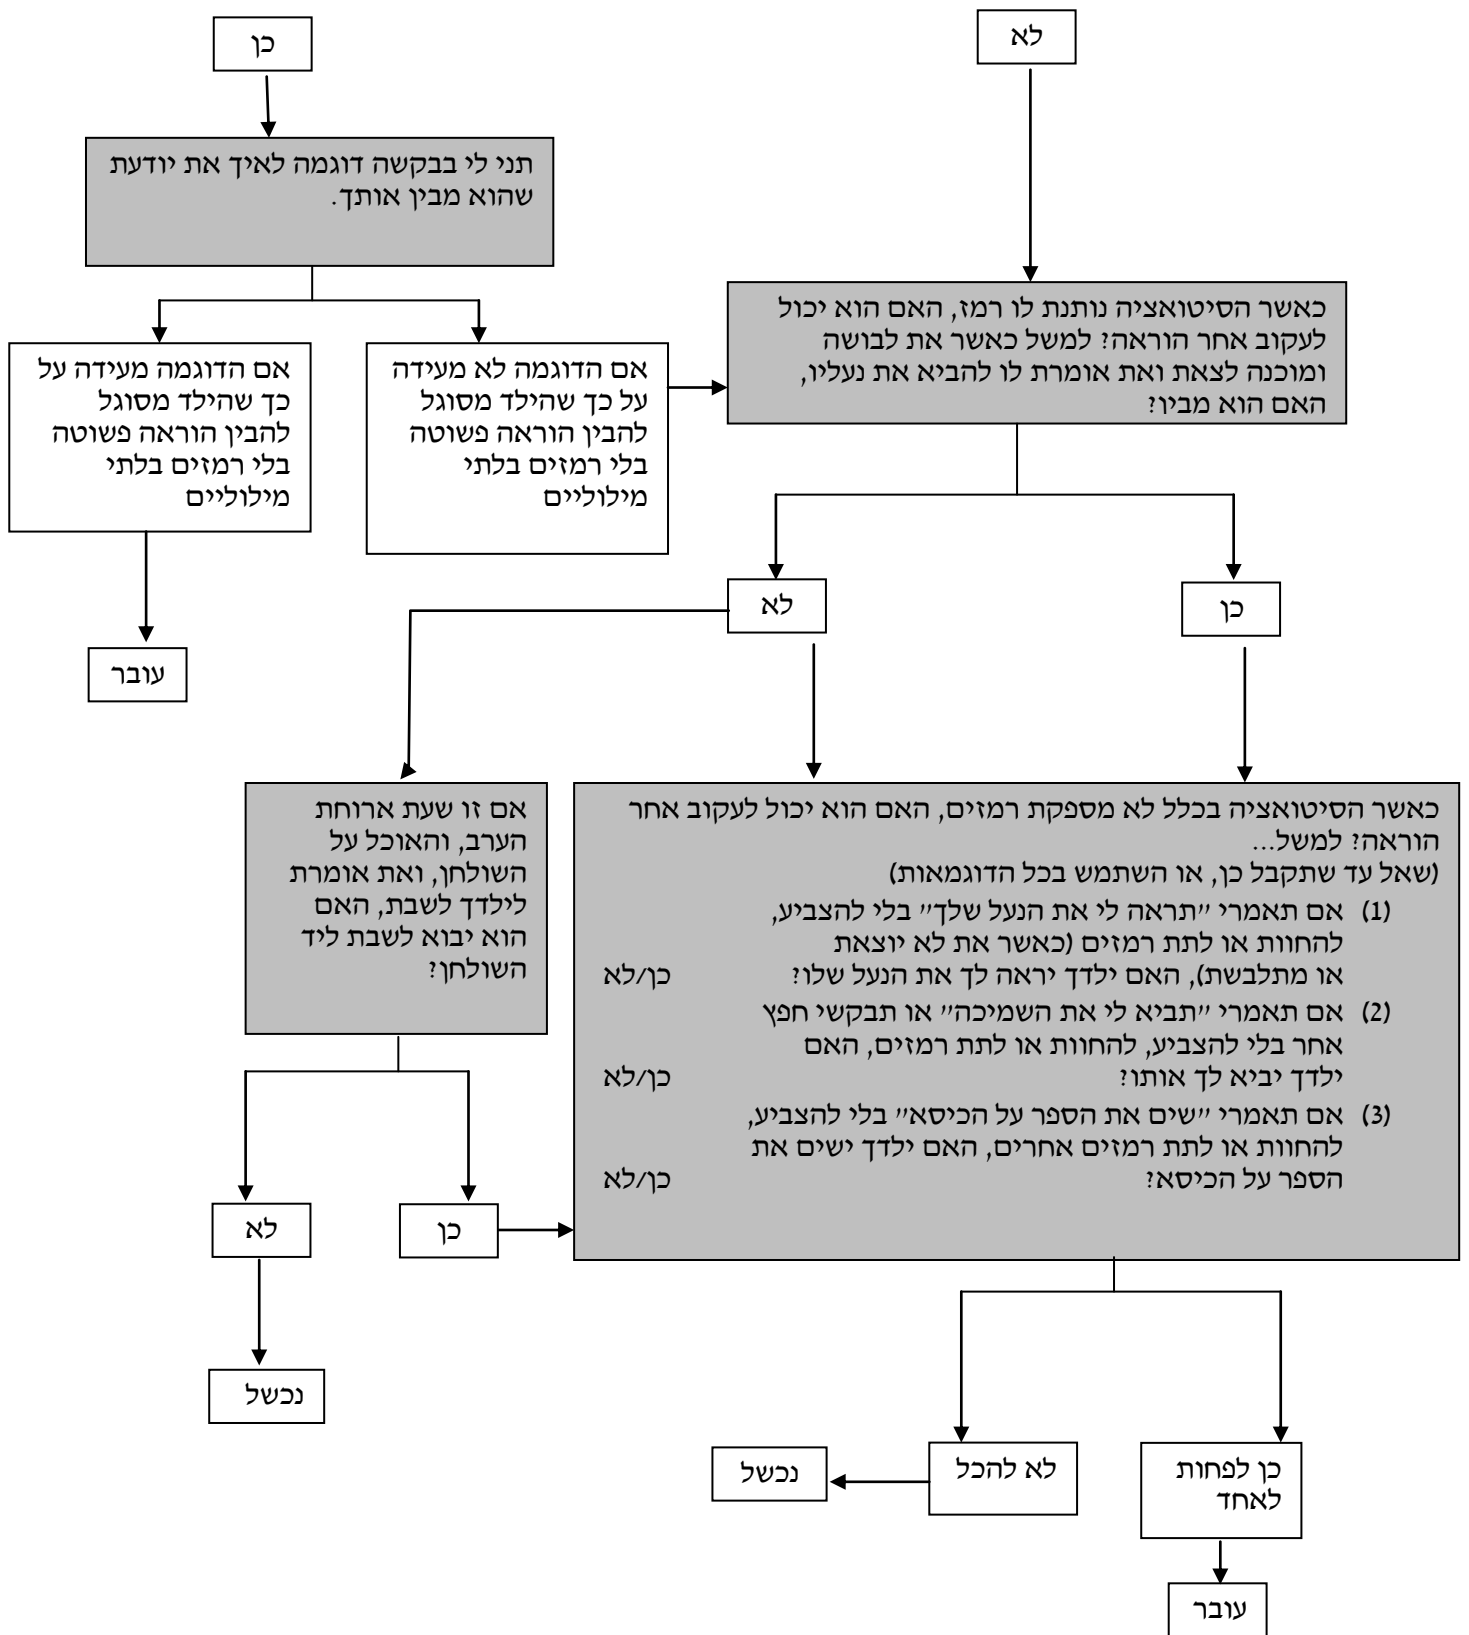 כן
לא
תני לי בבקשה דוגמה לאיך את יודעת
שהוא מבין אותך.
כאשר הסיטואציה נותנת לו רמז, האם הוא יכול
לעקוב אחר הוראה? למשל כאשר את לבושה
ומוכנה לצאת ואת אומרת לו להביא את נעליו,
האם הוא מביו?
אם הדוגמה לא מעידה
על כך שהילד מסוגל
להבין הוראה פשוטה
בלי רמזים בלתי
מילוליים
אם הדוגמה מעידה על
כך שהילד מסוגל
להבין הוראה פשוטה
בלי רמזים בלתי
מילוליים
עובר
כן
לא
כאשר הסיטואציה בכלל לא מספקת רמזים, האם הוא יכול לעקוב אחר
הוראה? למשל...
(שאל עד שתקבל כן, או השתמש בכל הדוגמאות)
(1) אם תאמרי "תראה לי את הנעל שלך" בלי להצביע,
להחוות או לתת רמזים (כאשר את לא יוצאת
או מתלבשת), האם ילדך יראה לך את הנעל שלו? כן/לא
(2) אם תאמרי "תביא לי את השמיכה" או תבקשי חפץ
אחר בלי להצביע, להחוות או לתת רמזים, האם
ילדך יביא לך אותו? כן/לא
(3) אם תאמרי "שים את הספר על הכיסא" בלי להצביע,
להחוות או לתת רמזים אחרים, האם ילדך ישים את
הספר על הכיסא? כן/לא
אם זו שעת ארוחת
הערב, והאוכל על
השולחן, ואת אומרת
לילדך לשבת, האם
הוא יבוא לשבת ליד
השולחן?
כן
לא
נכשל
כן לפחות
לאחד
לא להכל
נכשל
עובר